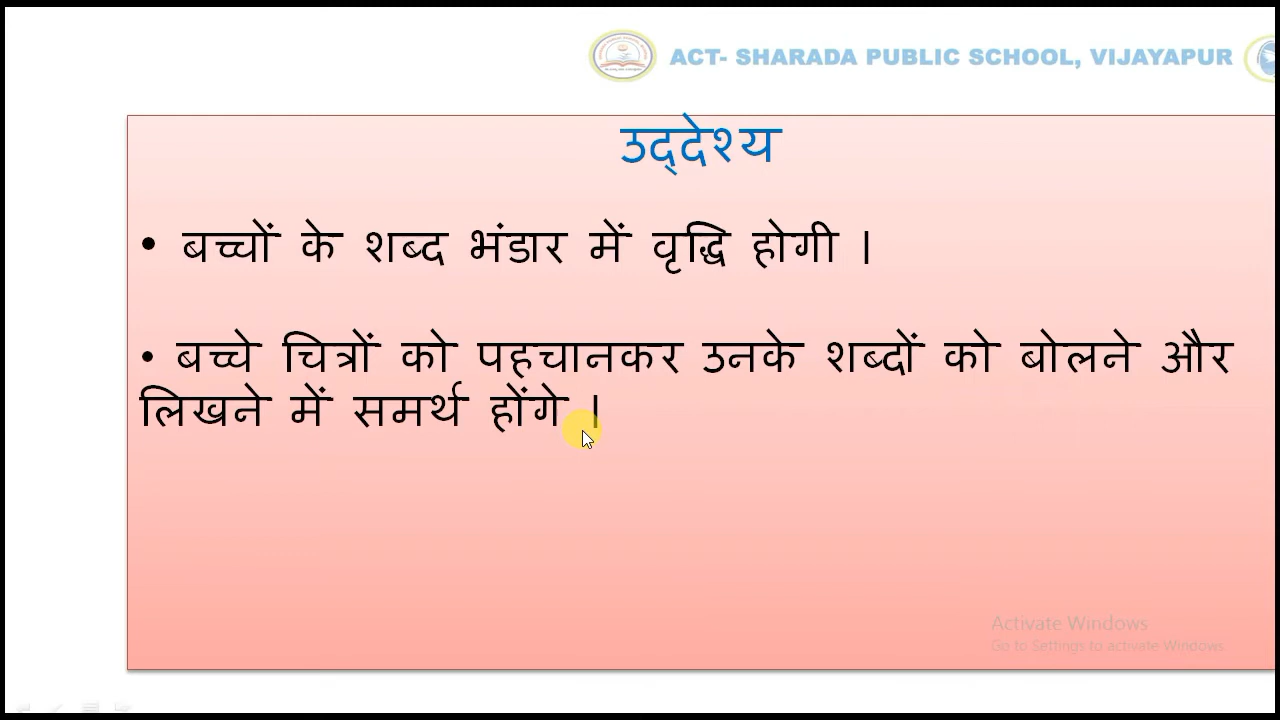 ACT- SHARADA PUBLIC SCHOOL, VIJAYAPUR
उद्‌देश्य
• बच्चों के शब्द भंडार में वृद्धि होगी ।
• बच्चे चित्रों को पहचानकर उनके शब्दों को बोलने और
लिखने में समर्थ होंगे ।
Activate Windows
Go to Settings to activate Windows.